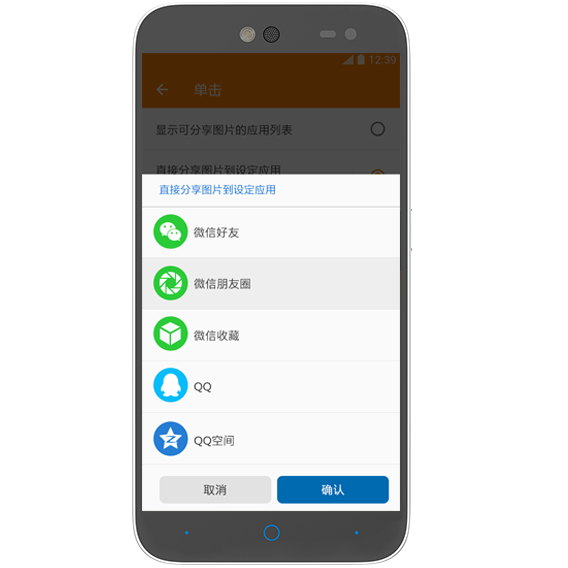 12:39
单击
显示可分享图片的应用列表
直接分享图片到设定应用
直接分享图片到设定应用
微信好友
微信朋友圈
微信收藏
QQ
QQ空间
取消
确认